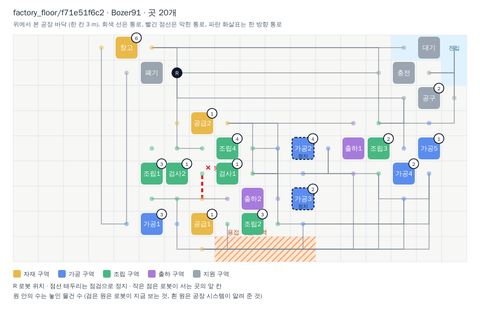 factory_floor/f71e51f6c2 · Bozer91 · 곳 20개
위에서 본 공장 바닥 (한 칸 3 m). 회색 선은 통로, 빨간 점선은 막힌 통로, 파란 화살표는 한 방향 통로
창고 6
대기
폐기
R
충전
공구 2
공급2 1
조립4 4
가공2 4
출하1
조립3 2
가공5 1
조립1 3
검사2 1
검사1 1
가공4 2
출하2
가공3 2
가공1 1
공급1 1
조립2 3
자재 구역
가공 구역
조립 구역
출하 구역
지원 구역
R 로봇 위치 · 점선 테두리는 점검으로 정지 · 작은 점은 로봇이 서는 곳의 앞 칸
원 안의 수는 놓인 물건 수 (검은 원은 로봇이 지금 보는 것, 흰 원은 공장 시스템이 알려 준 것)